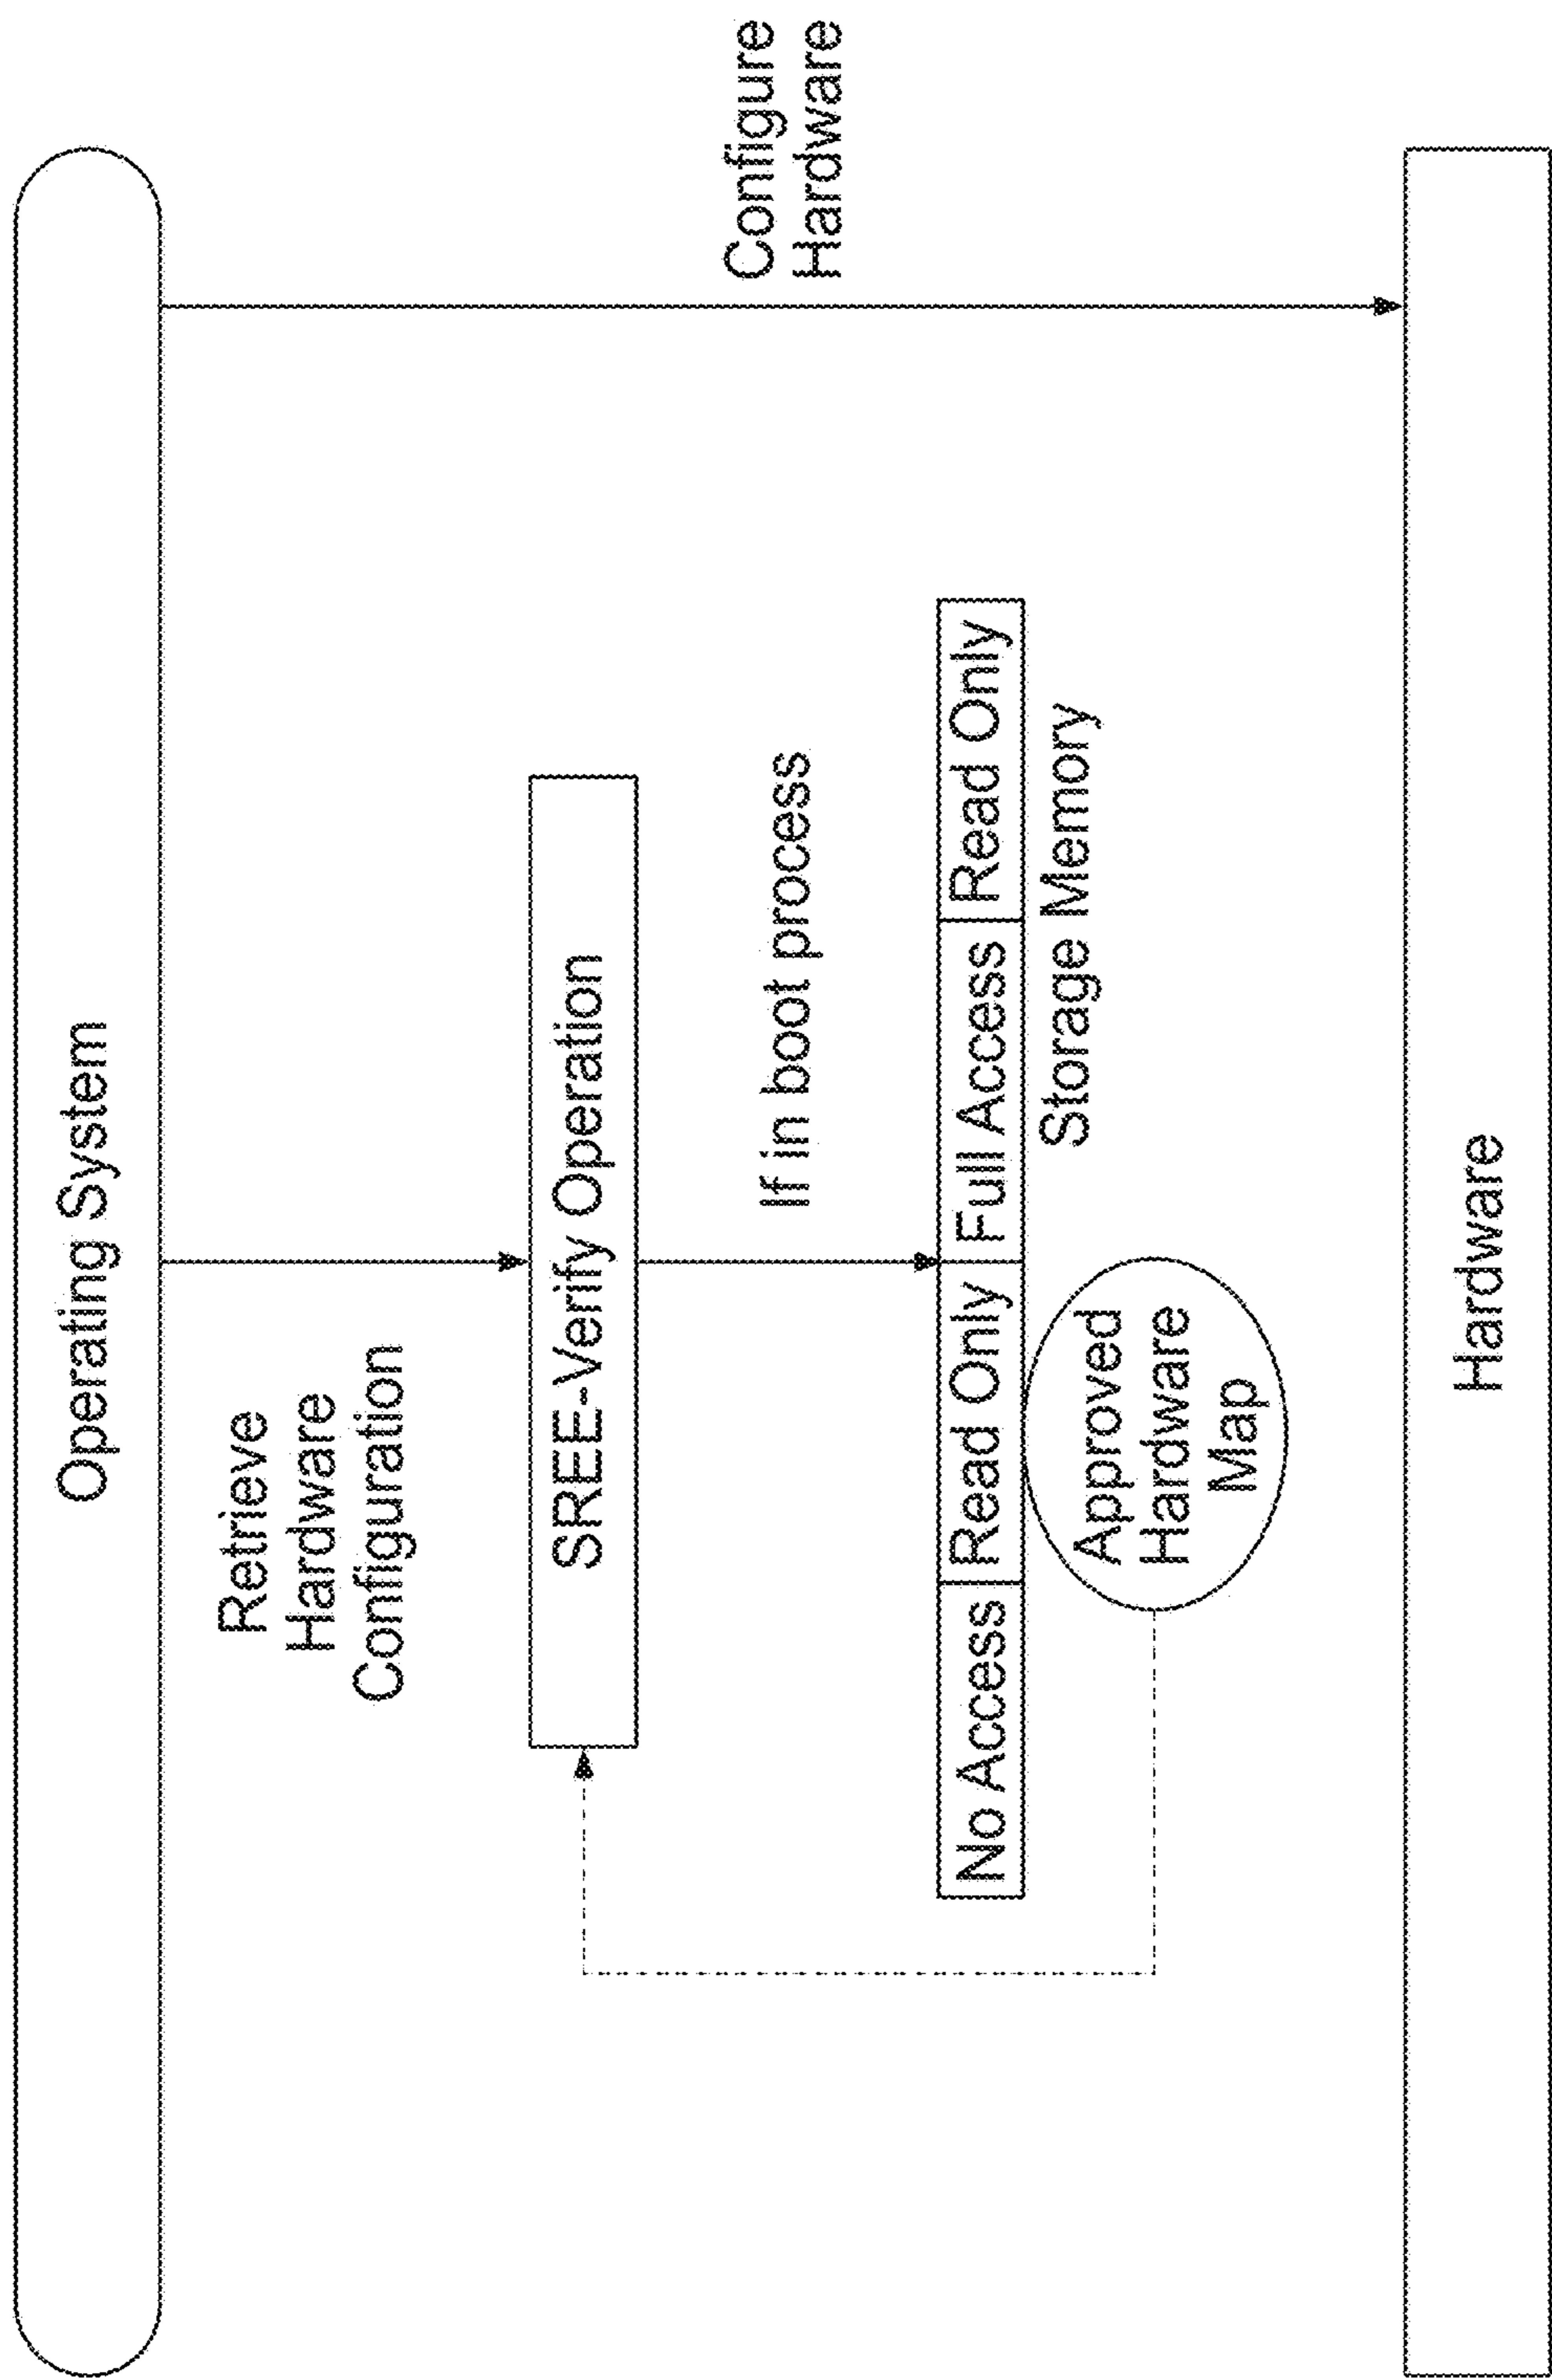 Operating System
Retrieve
Hardware
Configuration
Configure
Hardware
SREE-Verify Operation
If in boot process
No Access
Read Only
Full Access
Read Only
Storage Memory
Approved
Hardware
Map
Hardware